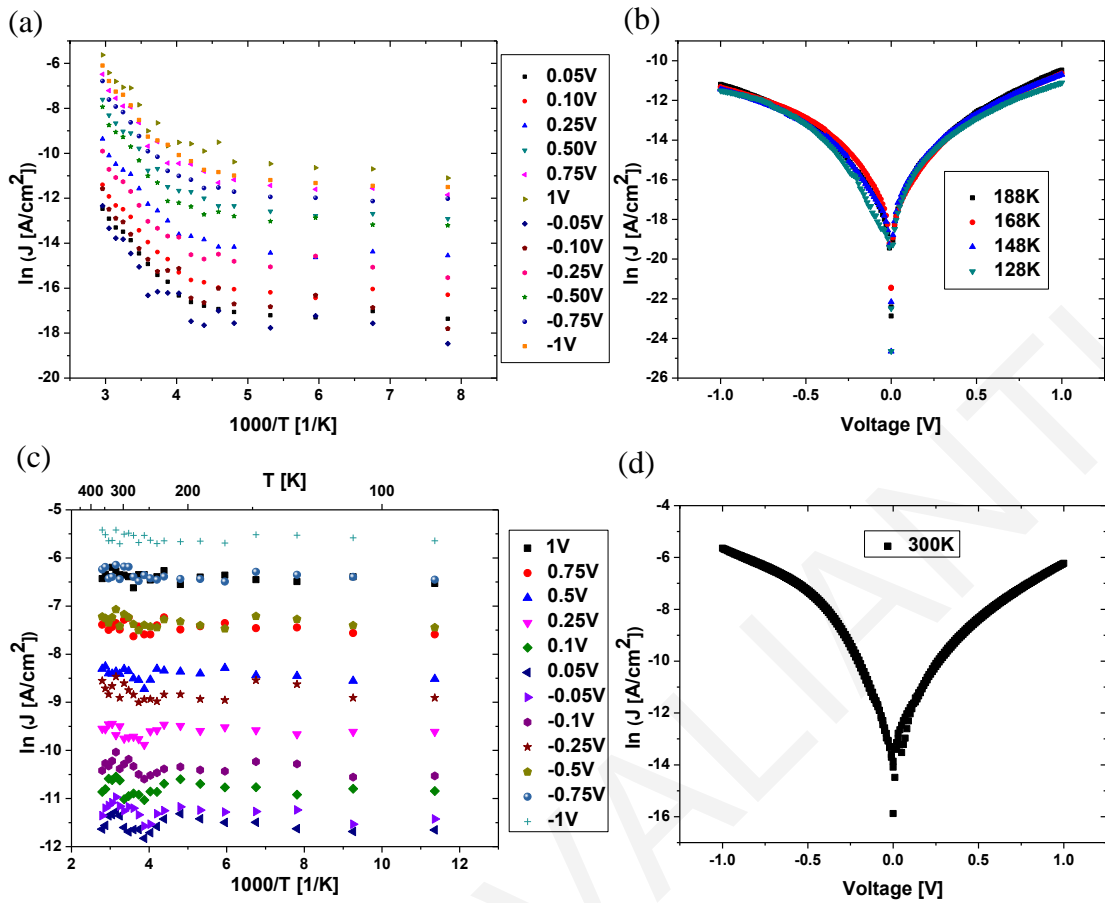 (a)
ln (J [A/cm²])
-6
-8
-10
-12
-14
-16
-18
-20
3 4 5 6 7 8
1000/T [1/K]
0.05V
0.10V
0.25V
0.50V
0.75V
1V
-0.05V
-0.10V
-0.25V
-0.50V
-0.75V
-1V
(b)
ln (J [A/cm²])
-10
-12
-14
-16
-18
-20
-22
-24
-26
-1.0 -0.5 0.0 0.5 1.0
Voltage [V]
188K
168K
148K
128K
(c)
400 300 200 T [K] 100
ln (J [A/cm²])
-5
-6
-7
-8
-9
-10
-11
-12
2 4 6 8 10 12
1000/T [1/K]
1V
0.75V
0.5V
0.25V
0.1V
0.05V
-0.05V
-0.1V
-0.25V
-0.5V
-0.75V
-1V
(d)
ln (J [A/cm²])
-4
-6
-8
-10
-12
-14
-16
-1.0 -0.5 0.0 0.5 1.0
Voltage [V]
300K
VALIANTI